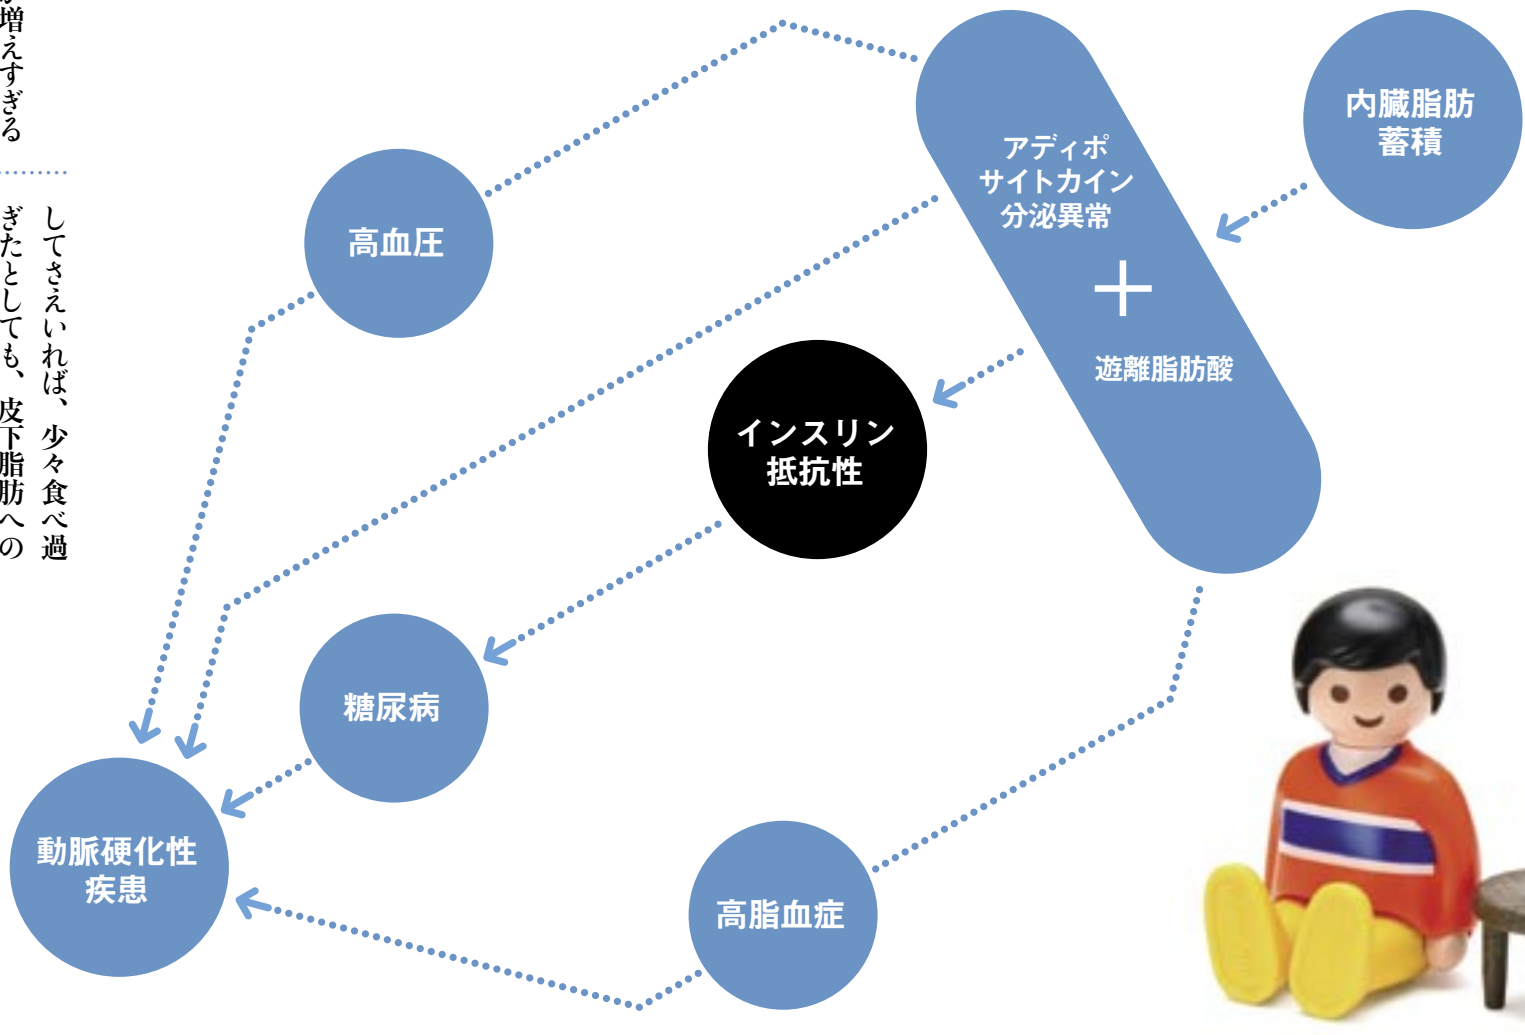 増えすぎる
してさえいれば、少々食べ過
ぎたとしても、皮下脂肪への
内臓脂肪
蓄積
アディポ
サイトカイン
分泌異常
＋
遊離脂肪酸
高血圧
インスリン
抵抗性
糖尿病
動脈硬化性
疾患
高脂血症